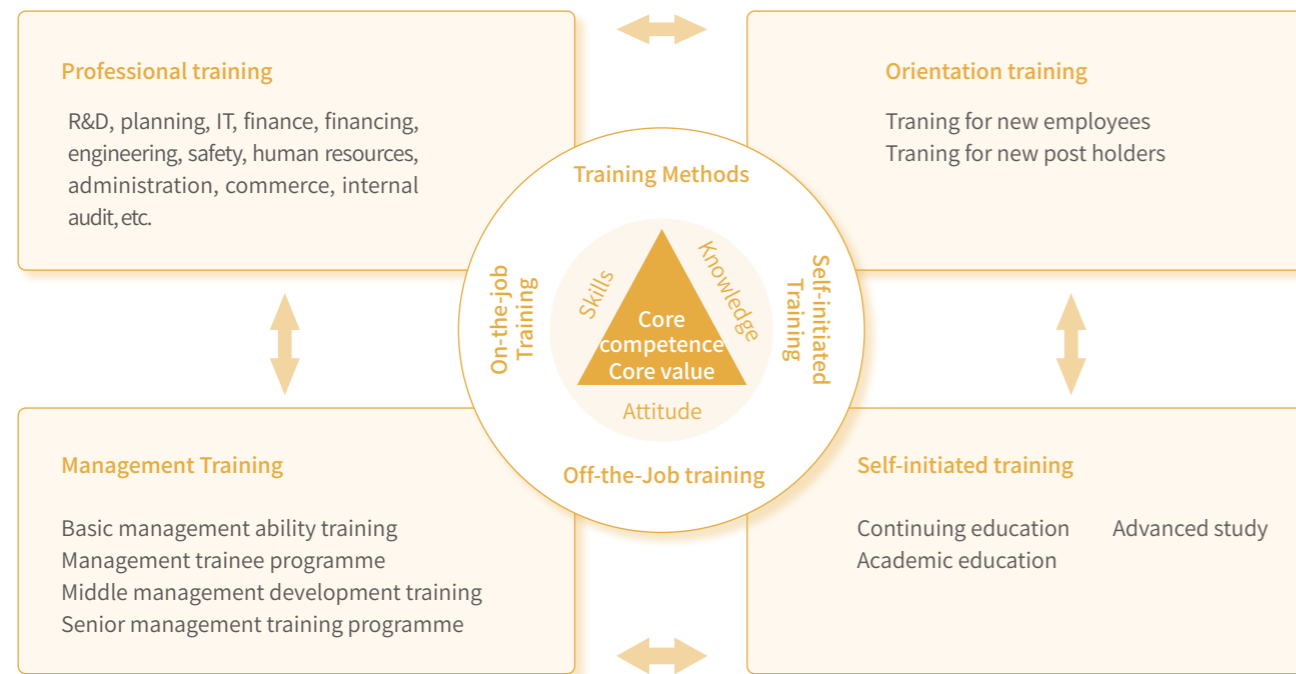 Professional training
R&D, planning, IT, finance, financing,
engineering, safety, human resources,
administration, commerce, internal
audit, etc.
Orientation training
Traning for new employees
Traning for new post holders
Training Methods
On-the-job
Training
Skills
Knowledge
Self-initiated
Training
Core
competence
Core value
Attitude
Off-the-Job training
Management Training
Basic management ability training
Management trainee programme
Middle management development training
Senior management training programme
Self-initiated training
Continuing education Advanced study
Academic education